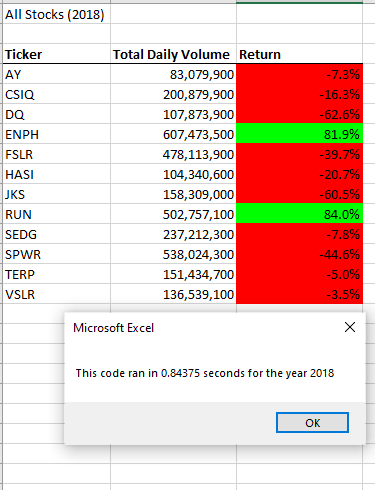 All Stocks (2018)
Ticker Total Daily Volume Return
AY 83,079,900 -7.3%
CSIQ 200,879,900 -16.3%
DQ 107,873,900 -62.6%
ENPH 607,473,500 81.9%
FSLR 478,113,900 -39.7%
HASI 104,340,600 -20.7%
JKS 158,309,000 -60.5%
RUN 502,757,100 84.0%
SEDG 237,212,300 -7.8%
SPWR 538,024,300 -44.6%
TERP 151,434,700 -5.0%
VSLR 136,539,100 -3.5%
Microsoft Excel
This code ran in 0.84375 seconds for the year 2018
OK